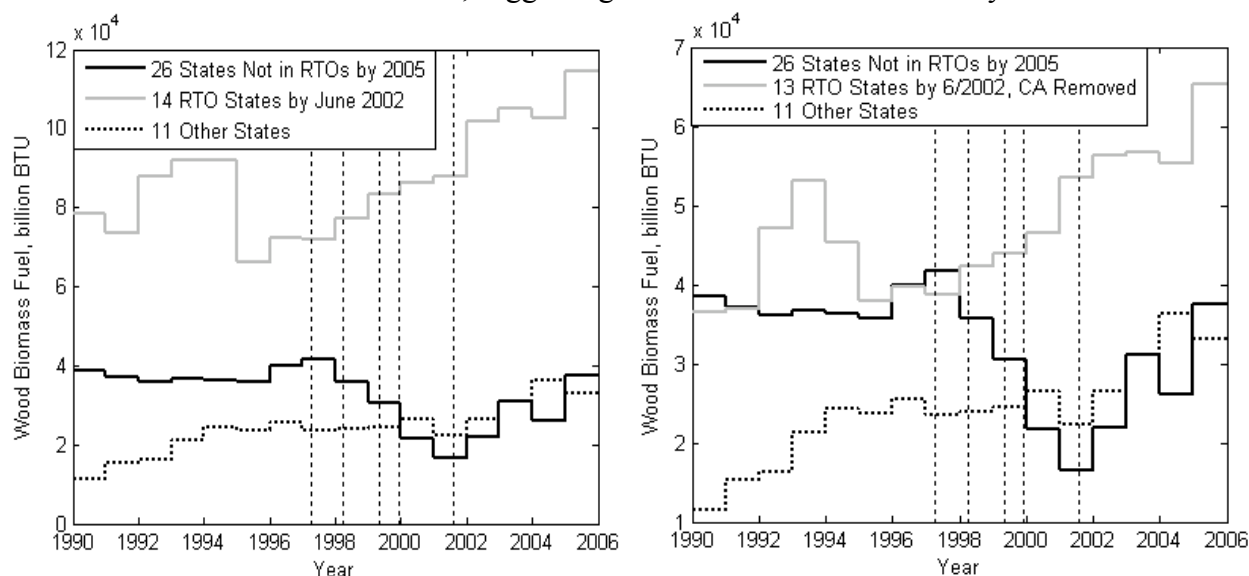 x 10⁴
12
10
8
6
4
2
0
Wood Biomass Fuel, billion BTU
26 States Not in RTOs by 2005
14 RTO States by June 2002
11 Other States
1990 1992 1994 1996 1998 2000 2002 2004 2006
Year
x 10⁴
7
6
5
4
3
2
1
Wood Biomass Fuel, billion BTU
26 States Not in RTOs by 2005
13 RTO States by 6/2002, CA Removed
11 Other States
1990 1992 1994 1996 1998 2000 2002 2004 2006
Year